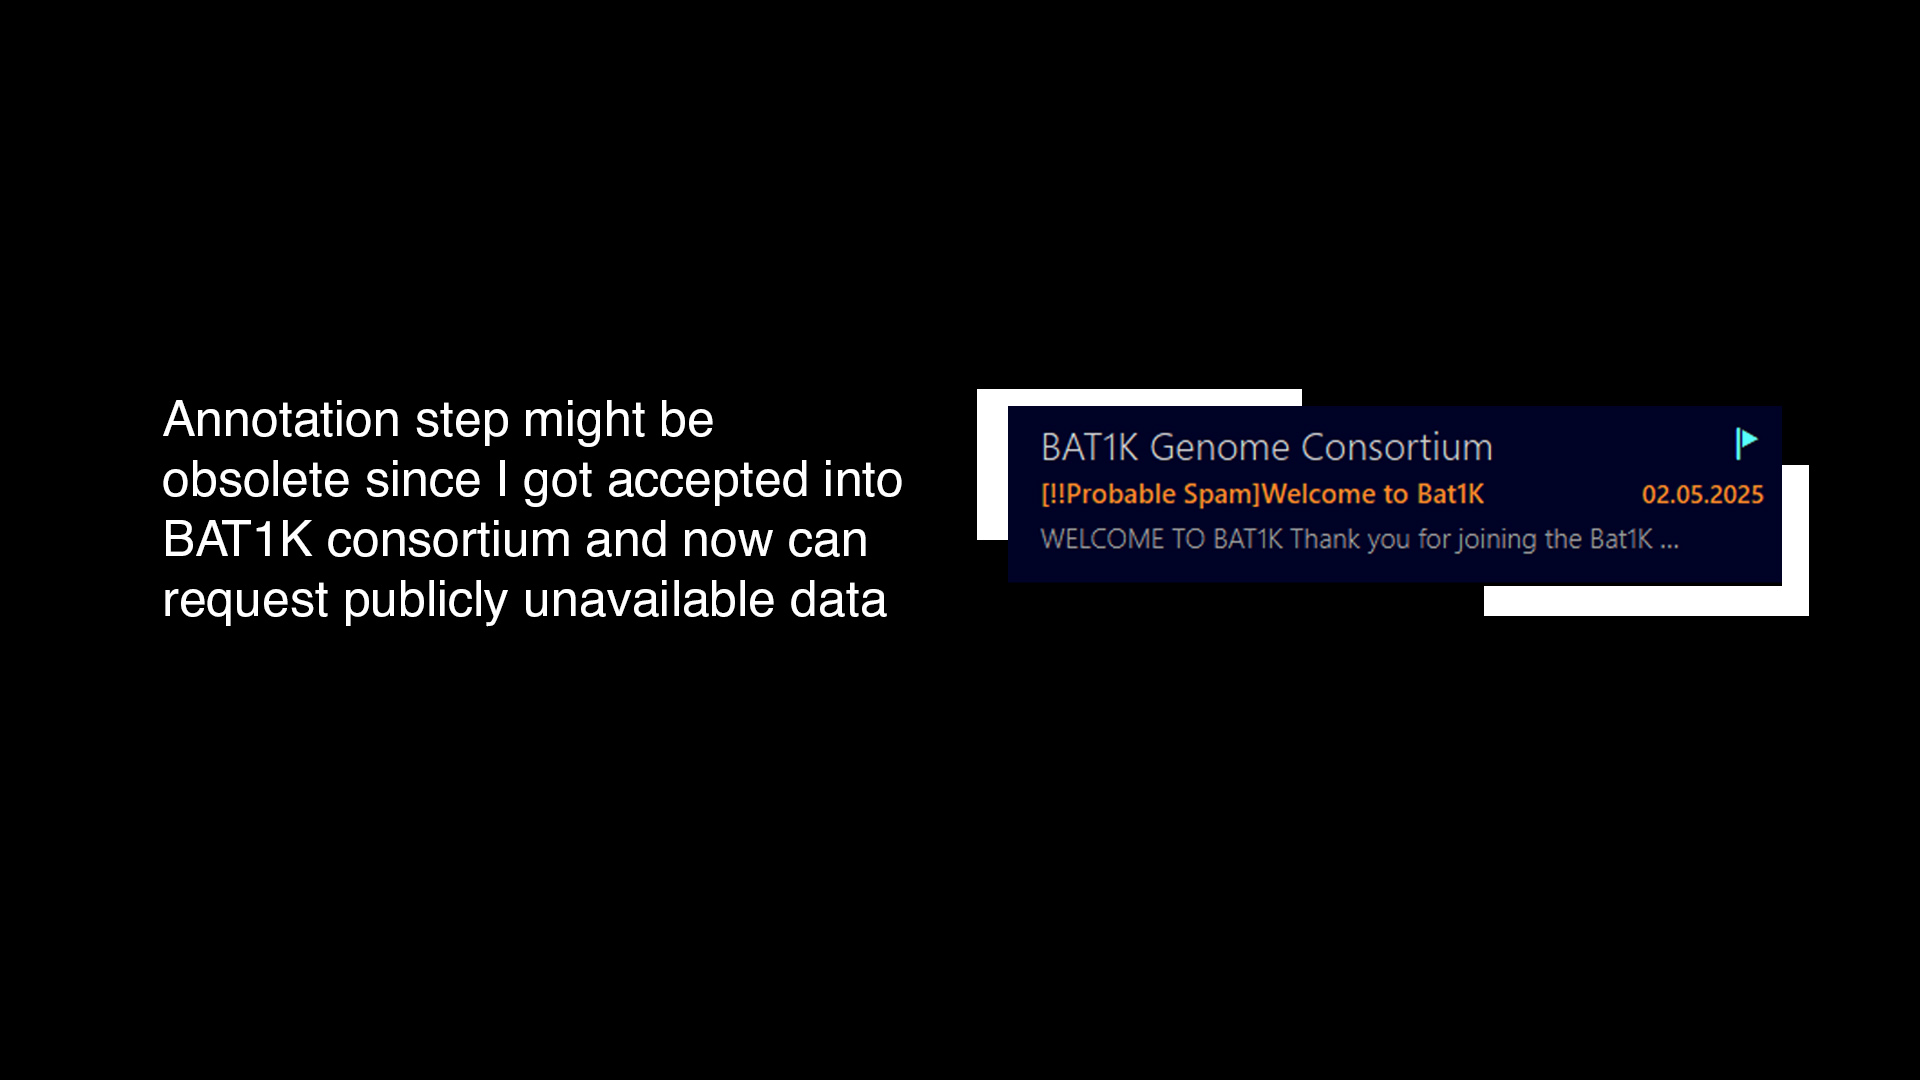 Annotation step might be
obsolete since I got accepted into
BAT1K consortium and now can
request publicly unavailable data
BAT1K Genome Consortium
[!!Probable Spam]Welcome to Bat1K 02.05.2025
WELCOME TO BAT1K Thank you for joining the Bat1K ...